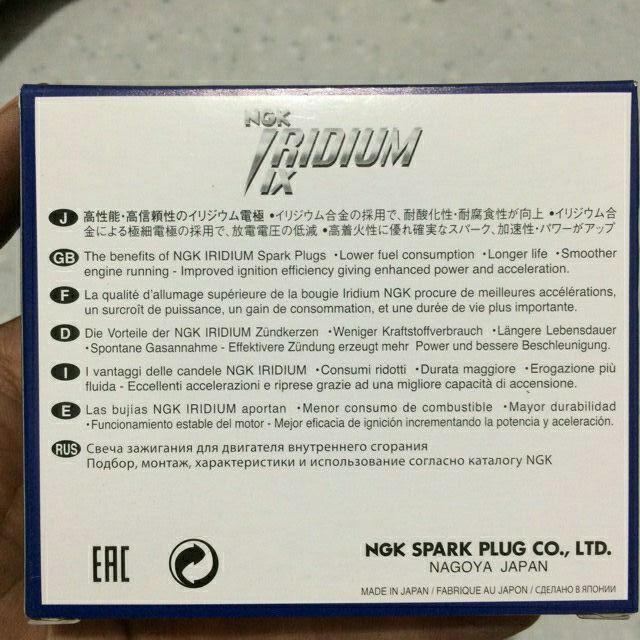 NGK
IRIDIUM
IX
J 高性能・高信頼性のイリジウム電極 •イリジウム合金の採用で、耐酸化性・耐腐食性が向上 •イリジウム合
金による極細電極の採用で、放電電圧の低減 •高着火性に優れ確実なスパーク、加速性・パワーがアップ
GB The benefits of NGK IRIDIUM Spark Plugs •Lower fuel consumption •Longer life •Smoother
engine running - Improved ignition efficiency giving enhanced power and acceleration.
F La qualité d'allumage supérieure de la bougie Iridium NGK procure de meilleures accélérations,
un surcroît de puissance, un gain de consommation, et une durée de vie plus importante.
D Die Vorteile der NGK IRIDIUM Zündkerzen •Weniger Kraftstoffverbrauch •Längere Lebensdauer
•Spontane Gasannahme - Effektivere Zündung erzeugt mehr Power und bessere Beschleunigung.
I I vantaggi delle candele NGK IRIDIUM •Consumi ridotti •Durata maggiore •Erogazione più
fluida - Eccellenti accelerazioni e riprese grazie ad una migliore capacità di accensione.
E Las bujías NGK IRIDIUM aportan •Menor consumo de combustible •Mayor durabilidad
•Funcionamiento estable del motor - Mejor eficacia de ignición incrementando la potencia y aceleración.
RUS Свеча зажигания для двигателя внутреннего сгорания
Подбор, монтаж, характеристики и использование согласно каталогу NGK
EAC
NGK SPARK PLUG CO., LTD.
NAGOYA JAPAN
MADE IN JAPAN / FABRIQUE AU JAPON / СДЕЛАНО В ЯПОНИИ